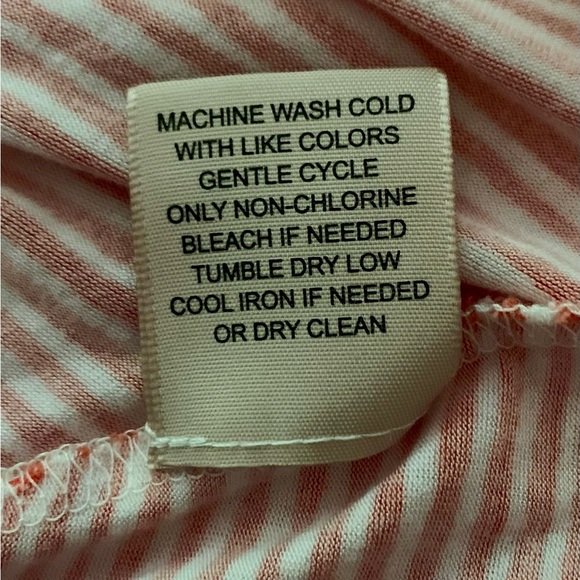 MACHINE WASH COLD
WITH LIKE COLORS
GENTLE CYCLE
ONLY NON-CHLORINE
BLEACH IF NEEDED
TUMBLE DRY LOW
COOL IRON IF NEEDED
OR DRY CLEAN